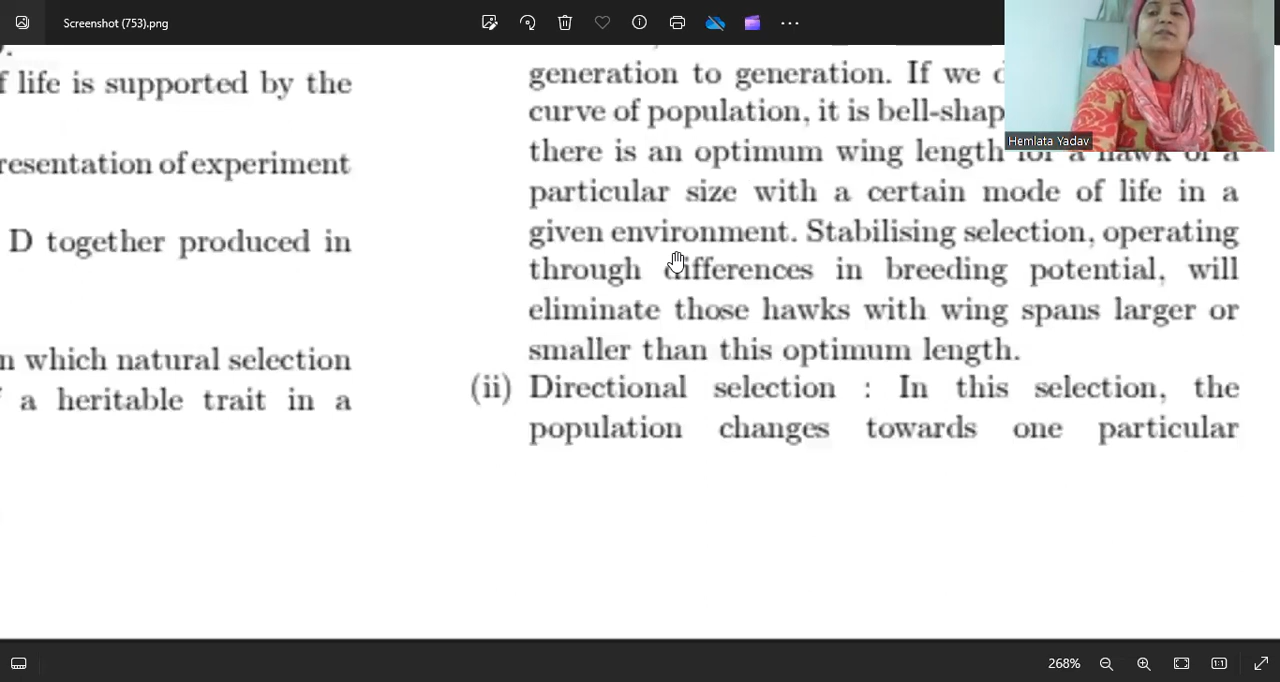 Screenshot (753).png
f life is supported by the
resentation of experiment
D together produced in
n which natural selection
a heritable trait in a
generation to generation. If we
curve of population, it is bell-shap
there is an optimum wing length for a hawk of a
particular size with a certain mode of life in a
given environment. Stabilising selection, operating
through differences in breeding potential, will
eliminate those hawks with wing spans larger or
smaller than this optimum length.
(ii) Directional selection : In this selection, the
population changes towards one particular
Hemlata Yadav
268%